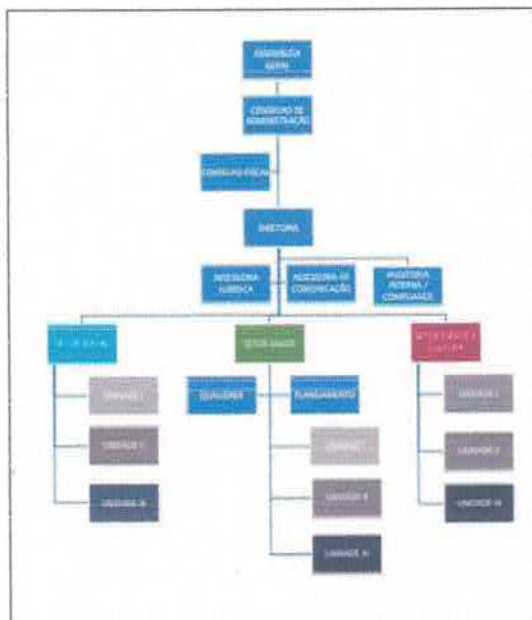 ASSEMBLEIA
GERAL
CONSELHO DE
ADMINISTRAÇÃO
CONSELHO FISCAL
DIRETORIA
ASSESSORIA
JURÍDICA
ASSESSORIA DE
COMUNICAÇÃO
AUDITORIA
INTERNA /
COMPLIANCE
SETOR SAÚDE
UNIDADE I
QUALIDADE
PLANEJAMENTO
UNIDADE I
UNIDADE II
UNIDADE I
UNIDADE II
UNIDADE III
UNIDADE II
UNIDADE III
UNIDADE III